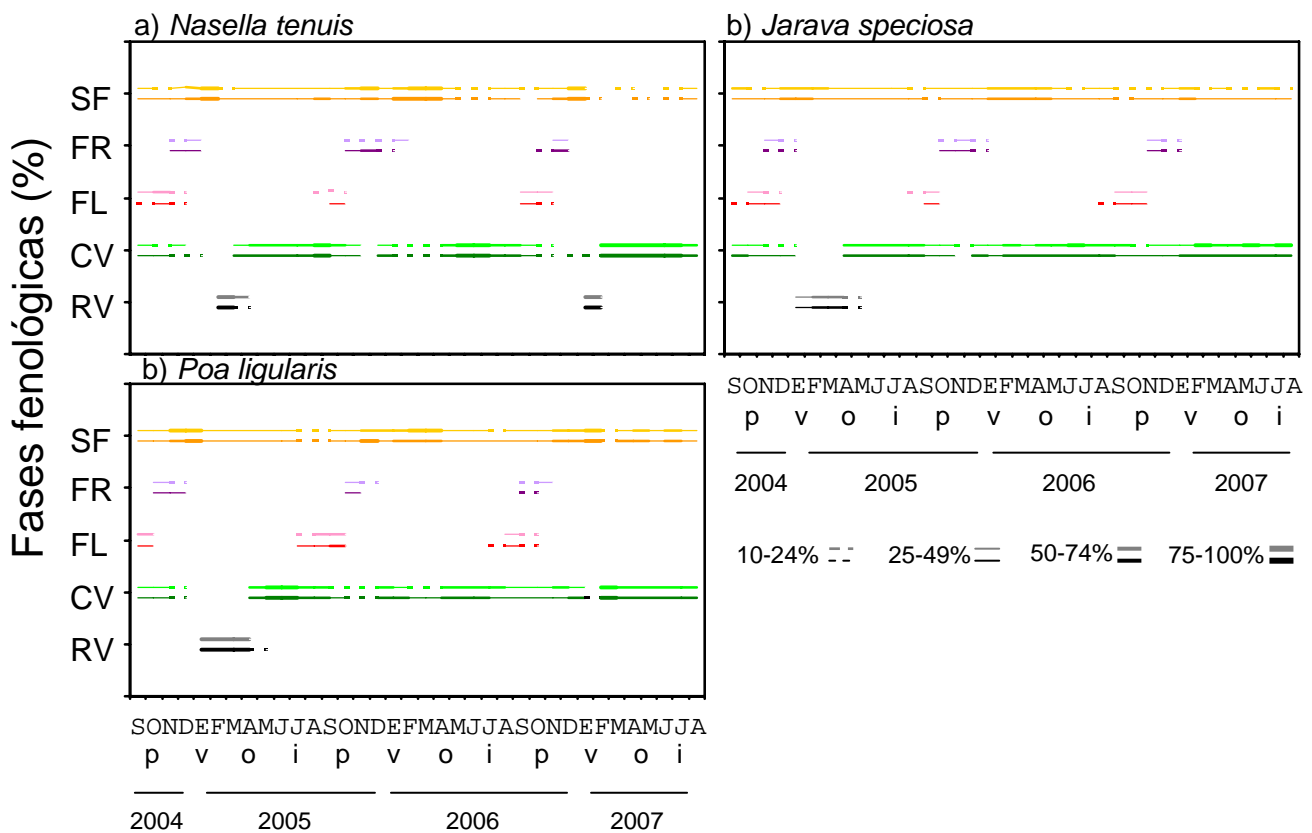 a) Nasella tenuis
b) Jarava speciosa
Fases fenológicas (%)
SF
FR
FL
CV
RV
b) Poa ligularis
SF
FR
FL
CV
RV
SONDEFMAMJJASONDEFMAMJJASONDEFMAMJJA
p v o i p v o i p v o i
2004 2005 2006 2007
10-24% 25-49% 50-74% 75-100%
SONDEFMAMJJASONDEFMAMJJASONDEFMAMJJA
p v o i p v o i p v o i
2004 2005 2006 2007